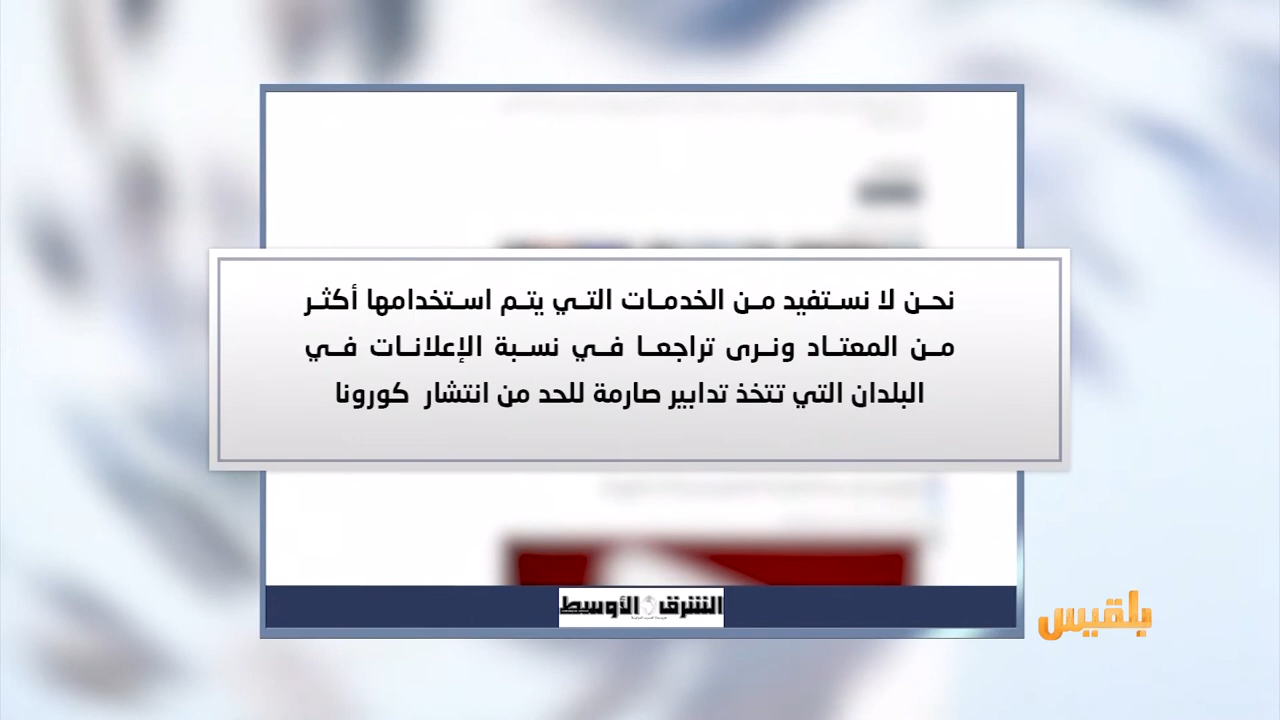 نحن لا نستفيد من الخدمات التي يتم استخدامها أكثر
من المعتاد ونرى تراجعا في نسبة الإعلانات في
البلدان التي تتخذ تدابير صارمة للحد من انتشار كورونا
الشرق الأوسط
بلقيس